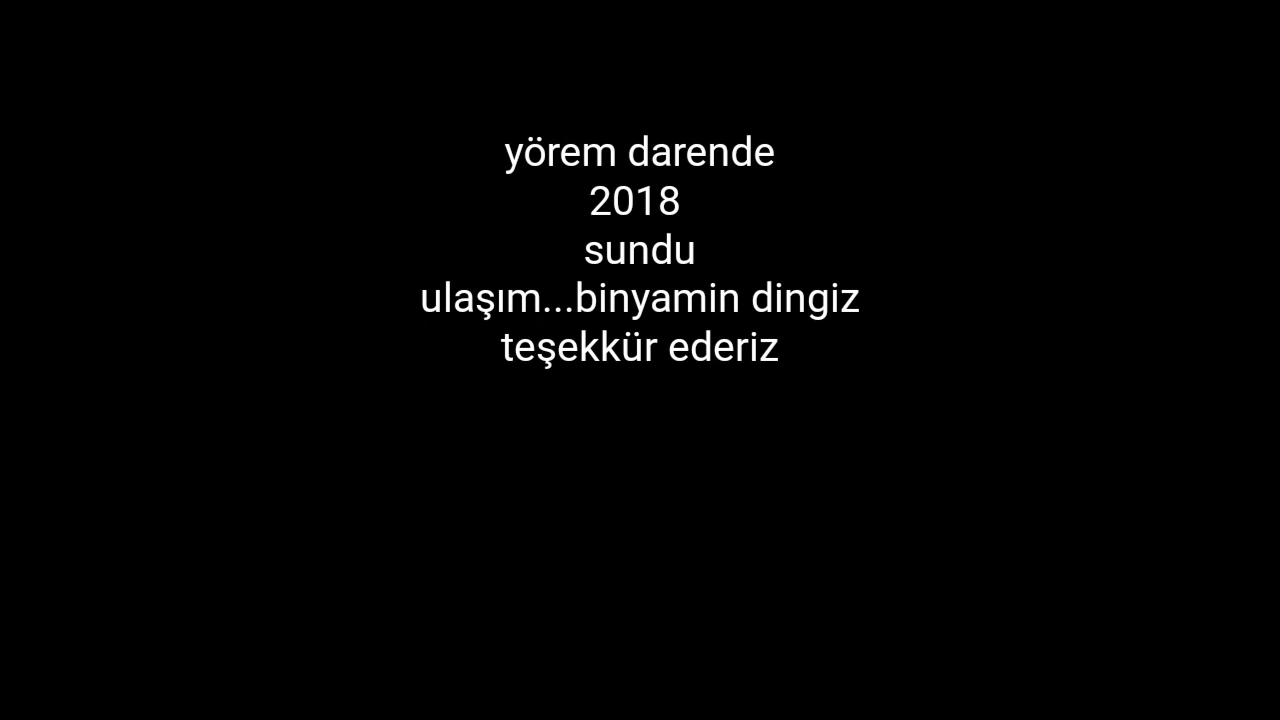 yörem darende
2018
sundu
ulaşım...binyamin dingiz
teşekkür ederiz